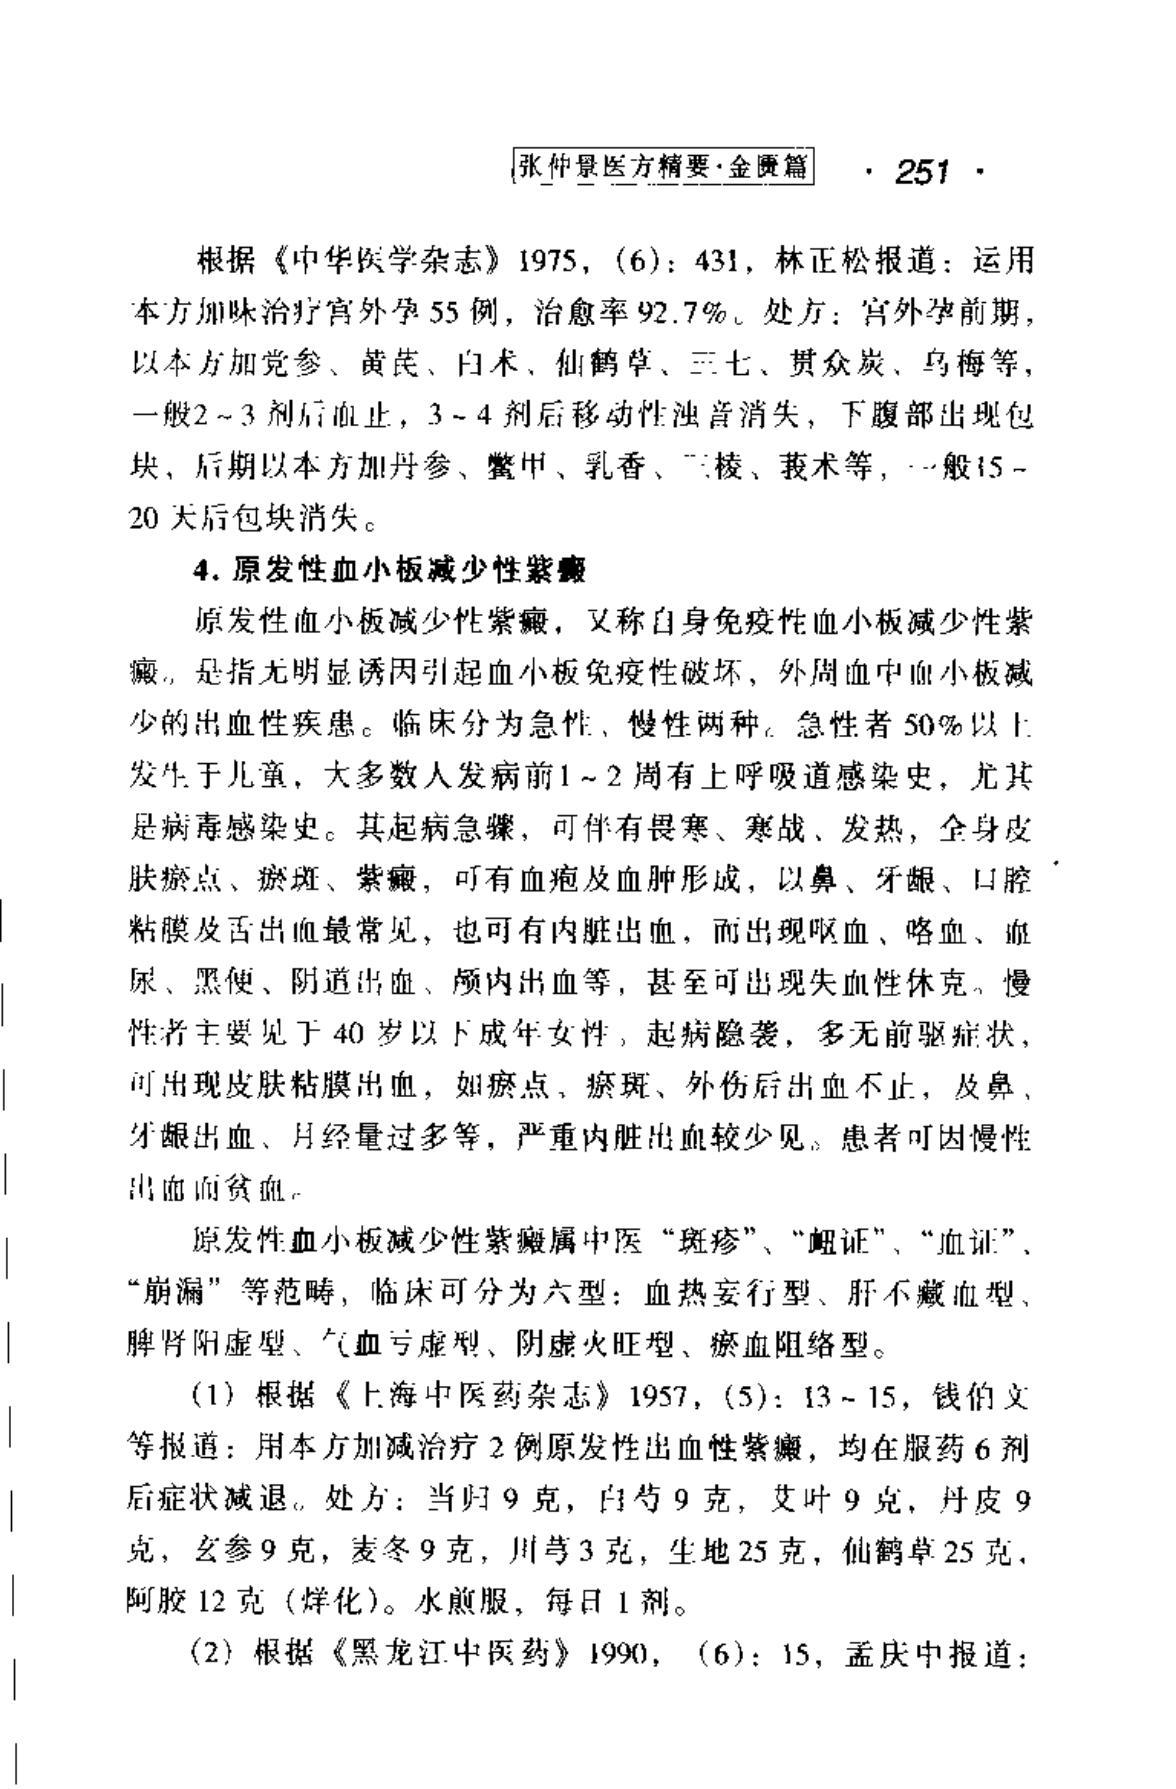 张仲景医方精要·金匮篇 · 251 ·
根据《中华医学杂志》1975，(6)：431，林正松报道：运用
本方加味治疗宫外孕 55 例，治愈率 92.7%。处方：宫外孕前期，
以本方加党参、黄芪、白术、仙鹤草、三七、贯众炭、乌梅等，
一般2～3 剂后血止，3～4 剂后移动性浊音消失，下腹部出现包
块，后期以本方加丹参、鳖甲、乳香、三棱、莪术等，一般15～
20 天后包块消失。
4. 原发性血小板减少性紫癜
原发性血小板减少性紫癜，又称自身免疫性血小板减少性紫
癜。是指无明显诱因引起血小板免疫性破坏，外周血中血小板减
少的出血性疾患。临床分为急性、慢性两种。急性者 50%以上
发生于儿童，大多数人发病前1～2 周有上呼吸道感染史，尤其
是病毒感染史。其起病急骤，可伴有畏寒、寒战、发热，全身皮
肤瘀点、瘀斑、紫癜，可有血疱及血肿形成，以鼻、牙龈、口腔
粘膜及舌出血最常见，也可有内脏出血，而出现呕血、咯血、血
尿、黑便、阴道出血、颅内出血等，甚至可出现失血性休克。慢
性者主要见于 40 岁以下成年女性，起病隐袭，多无前驱症状，
可出现皮肤粘膜出血，如瘀点、瘀斑、外伤后出血不止，及鼻、
牙龈出血、月经量过多等，严重内脏出血较少见。患者可因慢性
出血而贫血。
原发性血小板减少性紫癜属中医“斑疹”、“衄证”、“血证”、
“崩漏”等范畴，临床可分为六型：血热妄行型、肝不藏血型、
脾肾阳虚型、气血亏虚型、阴虚火旺型、瘀血阻络型。
(1) 根据《上海中医药杂志》1957，(5)：13～15，钱伯文
等报道：用本方加减治疗 2 例原发性出血性紫癜，均在服药 6 剂
后症状减退。处方：当归 9 克，白芍 9 克，艾叶 9 克，丹皮 9
克，玄参 9 克，麦冬 9 克，川芎 3 克，生地 25 克，仙鹤草 25 克，
阿胶 12 克（烊化）。水煎服，每日 1 剂。
(2) 根据《黑龙江中医药》1990，(6)：15，孟庆中报道：